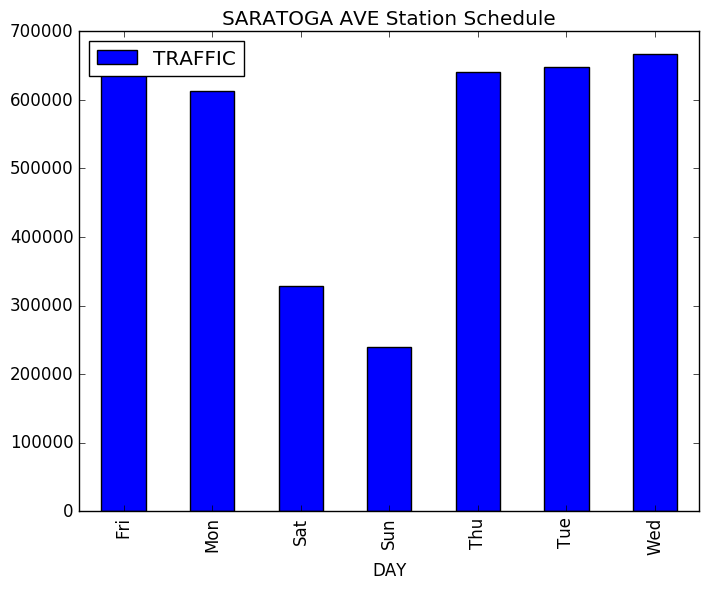 SARATOGA AVE Station Schedule
TRAFFIC
700000
600000
500000
400000
300000
200000
100000
0
Fri
Mon
Sat
Sun
Thu
Tue
Wed
DAY